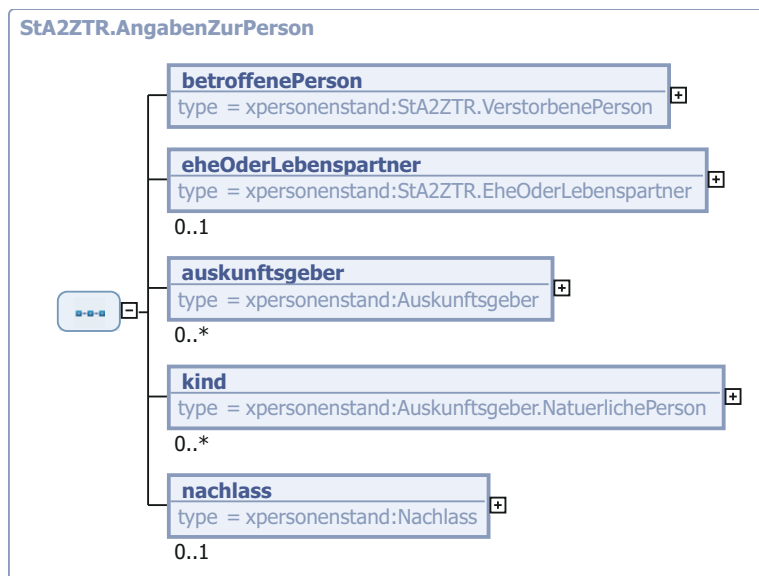 StA2ZTR.AngabenZurPerson
betroffenePerson
type = xpersonenstand:StA2ZTR.VerstorbenePerson
eheOderLebenspartner
type = xpersonenstand:StA2ZTR.EheOderLebenspartner
0..1
auskunftsgeber
type = xpersonenstand:Auskunftsgeber
0..*
kind
type = xpersonenstand:Auskunftsgeber.NatuerlichePerson
0..*
nachlass
type = xpersonenstand:Nachlass
0..1